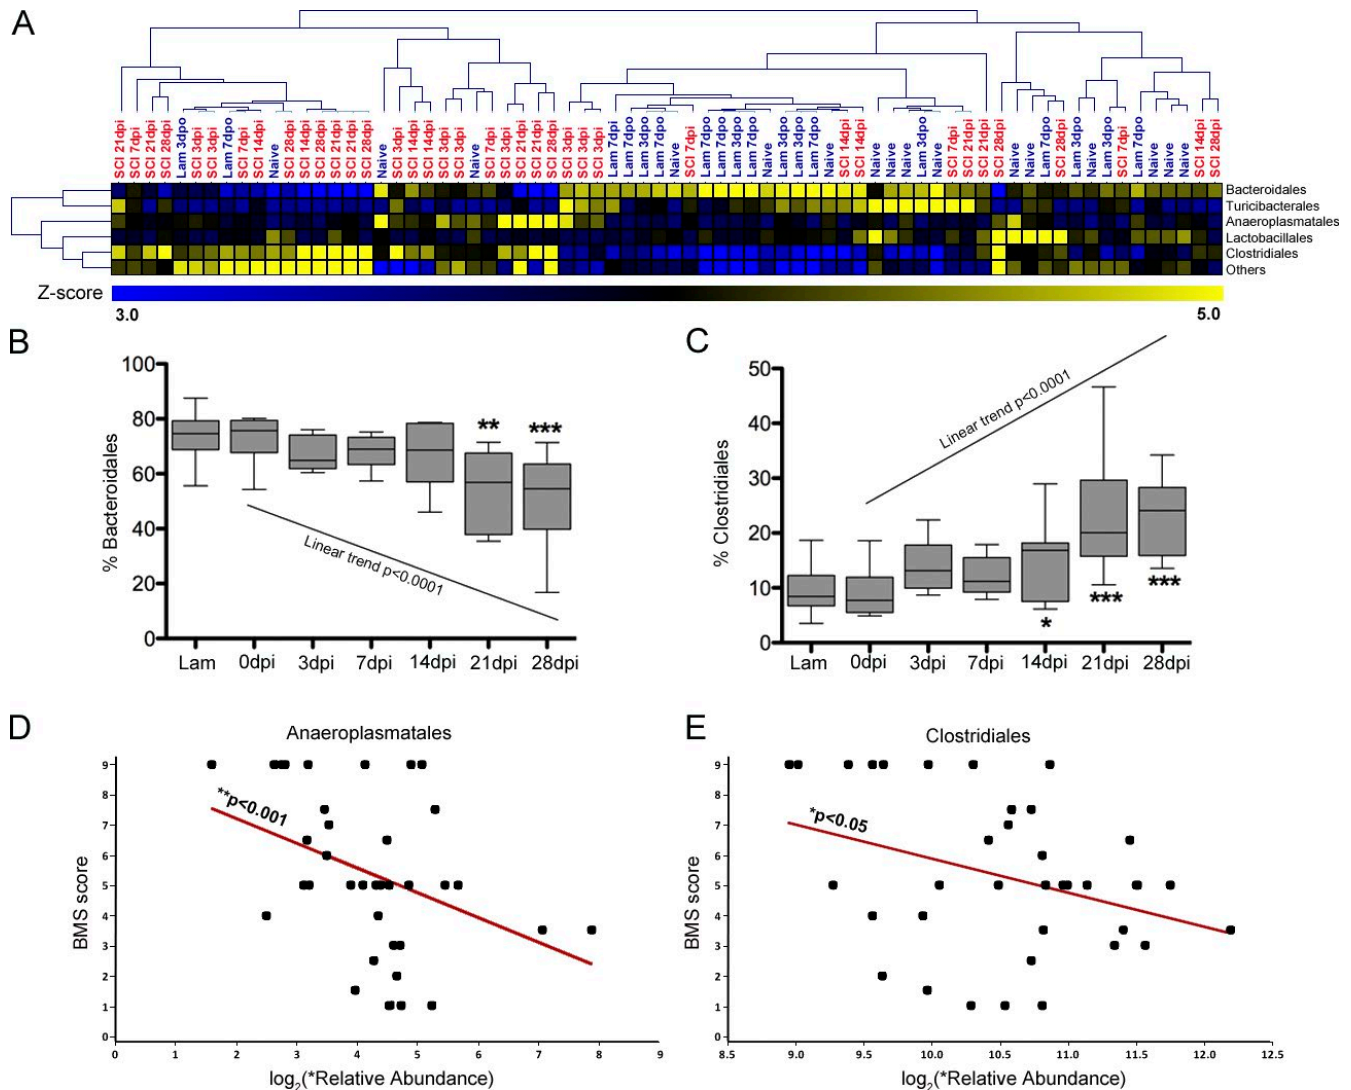 A
SCI 21dpi
SCI 7dpi
SCI 21dpi
SCI 28dpi
Lam 3dpo
SCI 3dpi
SCI 3dpi
Lam 7dpo
SCI 7dpi
SCI 14dpi
Naive
SCI 28dpi
SCI 14dpi
SCI 28dpi
SCI 21dpi
SCI 21dpi
SCI 28dpi
Naive
SCI 3dpi
SCI 14dpi
SCI 14dpi
SCI 3dpi
SCI 3dpi
Naive
SCI 7dpi
SCI 3dpi
SCI 21dpi
SCI 21dpi
SCI 28dpi
SCI 3dpi
SCI 3dpi
SCI 3dpi
Lam 7dpi
Lam 7dpo
Lam 7dpo
Lam 7dpo
Naive
SCI 7dpi
Lam 7dpo
Lam 7dpo
Lam 3dpo
Lam 3dpo
Naive
Lam 3dpo
Lam 3dpo
Lam 7dpo
Naive
SCI 14dpi
SCI 14dpi
Naive
Naive
Naive
Lam 3dpo
Naive
SCI 7dpi
SCI 21dpi
SCI 21dpi
SCI 28dpi
Naive
Naive
Lam 7dpo
SCI 28dpi
Lam 3dpo
Naive
Lam 3dpo
SCI 7dpi
Lam 7dpo
Naive
Naive
Naive
SCI 14dpi
SCI 28dpi
Bacteroidales
Turicibacterales
Anaeroplasmatales
Lactobacillales
Clostridiales
Others
Z-score
3.0
5.0
B
% Bacteroidales
100
80
60
40
20
0
** ***
Linear trend p<0.0001
Lam 0dpi 3dpi 7dpi 14dpi 21dpi 28dpi
C
% Clostridiales
50
40
30
20
10
0
Linear trend p<0.0001
* *** ***
Lam 0dpi 3dpi 7dpi 14dpi 21dpi 28dpi
D
Anaeroplasmatales
BMS score
9
8
7
6
5
4
3
2
1
0
**p<0.001
0 1 2 3 4 5 6 7 8 9
log2(*Relative Abundance)
E
Clostridiales
BMS score
9
8
7
6
5
4
3
2
1
0
*p<0.05
8.5 9.0 9.5 10.0 10.5 11.0 11.5 12.0 12.5
log2(*Relative Abundance)